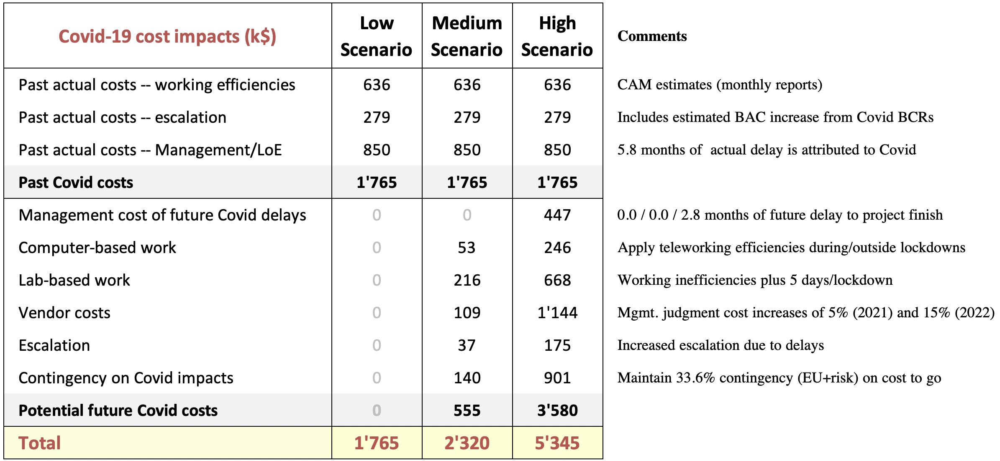 Covid-19 cost impacts (k$) Low Scenario Medium Scenario High Scenario Comments
Past actual costs -- working efficiencies 636 636 636 CAM estimates (monthly reports)
Past actual costs -- escalation 279 279 279 Includes estimated BAC increase from Covid BCRs
Past actual costs -- Management/LoE 850 850 850 5.8 months of  actual delay is attributed to Covid
Past Covid costs 1'765 1'765 1'765
Management cost of future Covid delays 0 0 447 0.0 / 0.0 / 2.8 months of future delay to project finish
Computer-based work 0 53 246 Apply teleworking efficiencies during/outside lockdowns
Lab-based work 0 216 668 Working inefficiencies plus 5 days/lockdown
Vendor costs 0 109 1'144 Mgmt. judgment cost increases of 5% (2021) and 15% (2022)
Escalation 0 37 175 Increased escalation due to delays
Contingency on Covid impacts 0 140 901 Maintain 33.6% contingency (EU+risk) on cost to go
Potential future Covid costs 0 555 3'580
Total 1'765 2'320 5'345